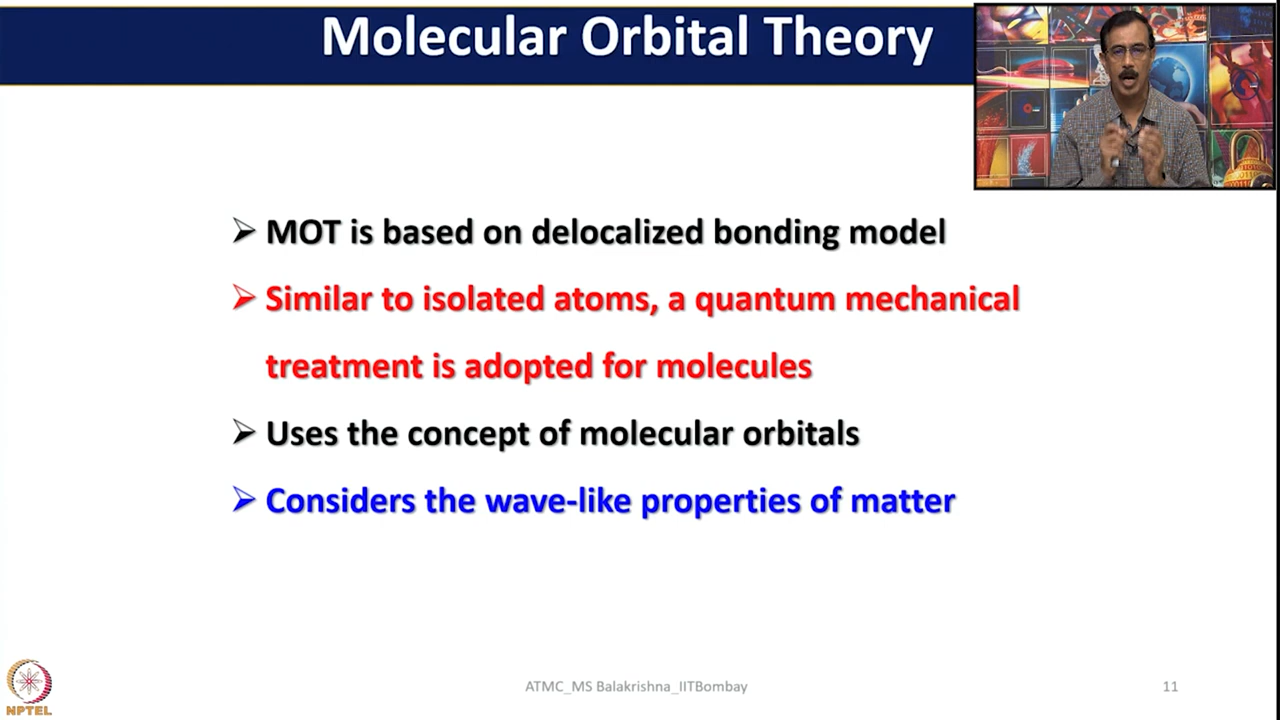 Molecular Orbital Theory
➢ MOT is based on delocalized bonding model
➢ Similar to isolated atoms, a quantum mechanical
treatment is adopted for molecules
➢ Uses the concept of molecular orbitals
➢ Considers the wave-like properties of matter
NPTEL
ATMC_MS Balakrishna_IITBombay
11